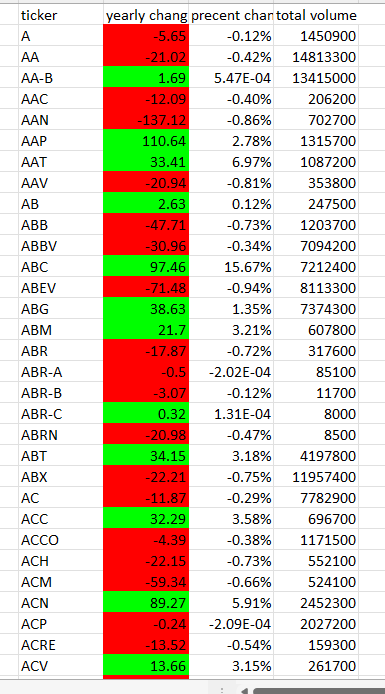 ticker yearly chang precent chan total volume
A -5.65 -0.12% 1450900
AA -21.02 -0.42% 14813300
AA-B 1.69 5.47E-04 13415000
AAC -12.09 -0.40% 206200
AAN -137.12 -0.86% 702700
AAP 110.64 2.78% 1315700
AAT 33.41 6.97% 1087200
AAV -20.94 -0.81% 353800
AB 2.63 0.12% 247500
ABB -47.71 -0.73% 1203700
ABBV -30.96 -0.34% 7094200
ABC 97.46 15.67% 7212400
ABEV -71.48 -0.94% 8113300
ABG 38.63 1.35% 7374300
ABM 21.7 3.21% 607800
ABR -17.87 -0.72% 317600
ABR-A -0.5 -2.02E-04 85100
ABR-B -3.07 -0.12% 11700
ABR-C 0.32 1.31E-04 8000
ABRN -20.98 -0.47% 8500
ABT 34.15 3.18% 4197800
ABX -22.21 -0.75% 11957400
AC -11.87 -0.29% 7782900
ACC 32.29 3.58% 696700
ACCO -4.39 -0.38% 1171500
ACH -22.15 -0.73% 552100
ACM -59.34 -0.66% 524100
ACN 89.27 5.91% 2452300
ACP -0.24 -2.09E-04 2027200
ACRE -13.52 -0.54% 159300
ACV 13.66 3.15% 261700